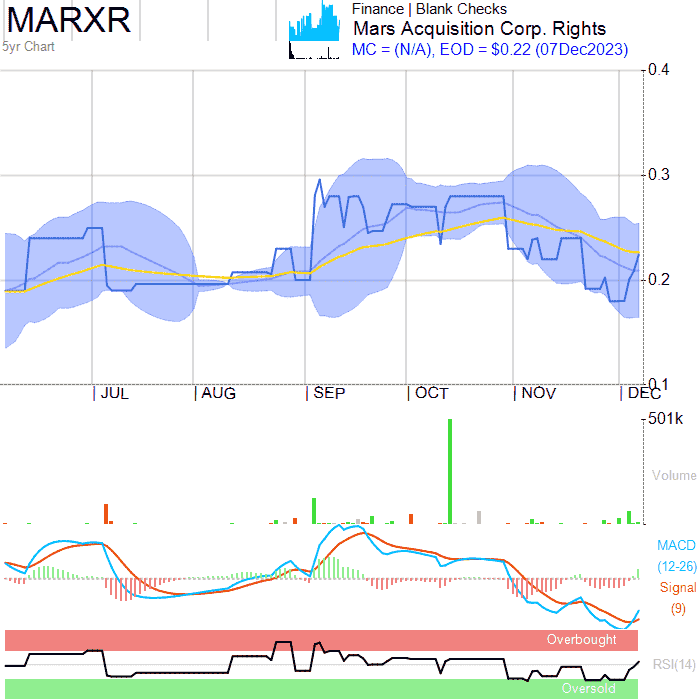 MARXR
5yr Chart
Finance | Blank Checks
Mars Acquisition Corp. Rights
MC = (N/A), EOD = $0.22 (07Dec2023)
0.4
0.3
0.2
0.1
JUL AUG SEP OCT NOV DEC
501k
Volume
MACD
(12-26)
Signal
(9)
Overbought
RSI(14)
Oversold